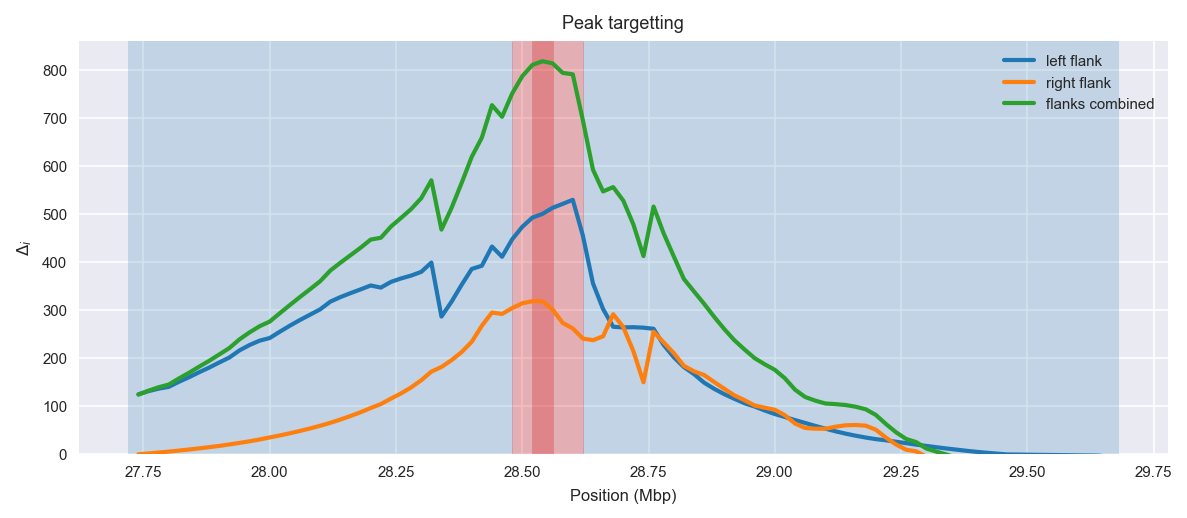 Peak targetting
left flank
right flank
flanks combined
Δi
800
700
600
500
400
300
200
100
0
27.75 28.00 28.25 28.50 28.75 29.00 29.25 29.50 29.75
Position (Mbp)